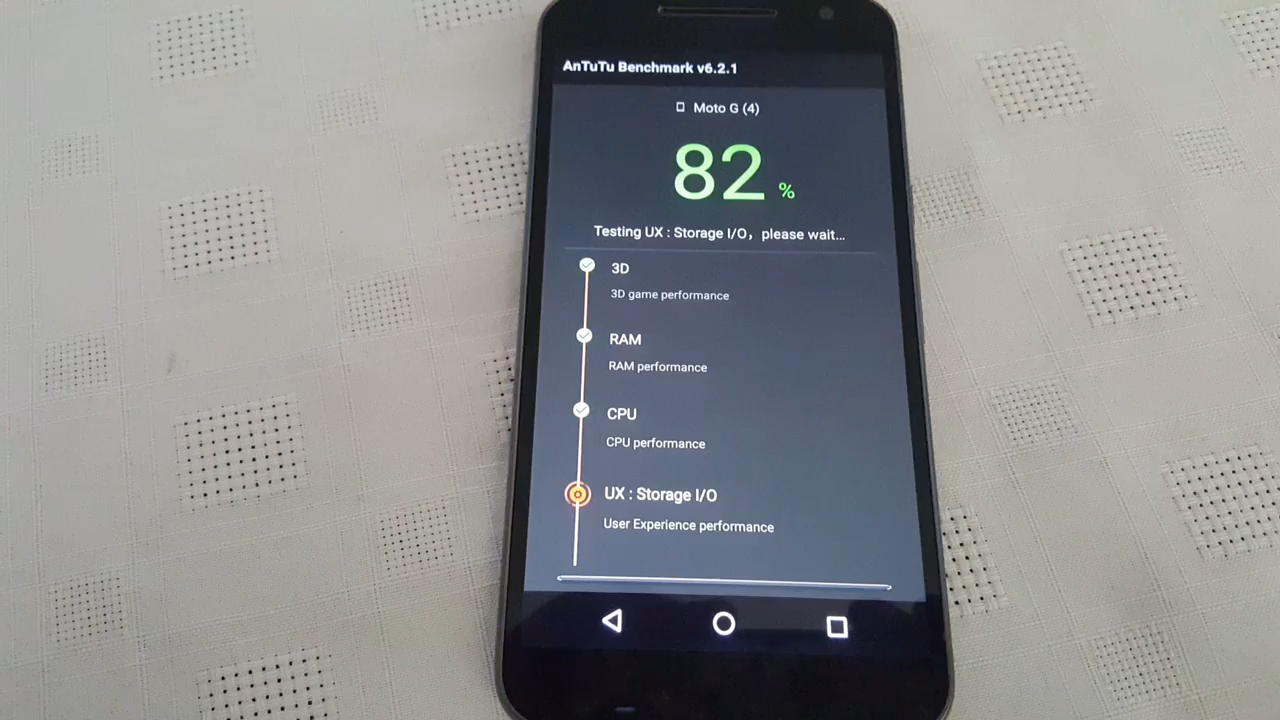 AnTuTu Benchmark v6.2.1
Moto G (4)
82 %
Testing UX : Storage I/O, please wait...
3D
3D game performance
RAM
RAM performance
CPU
CPU performance
UX : Storage I/O
User Experience performance